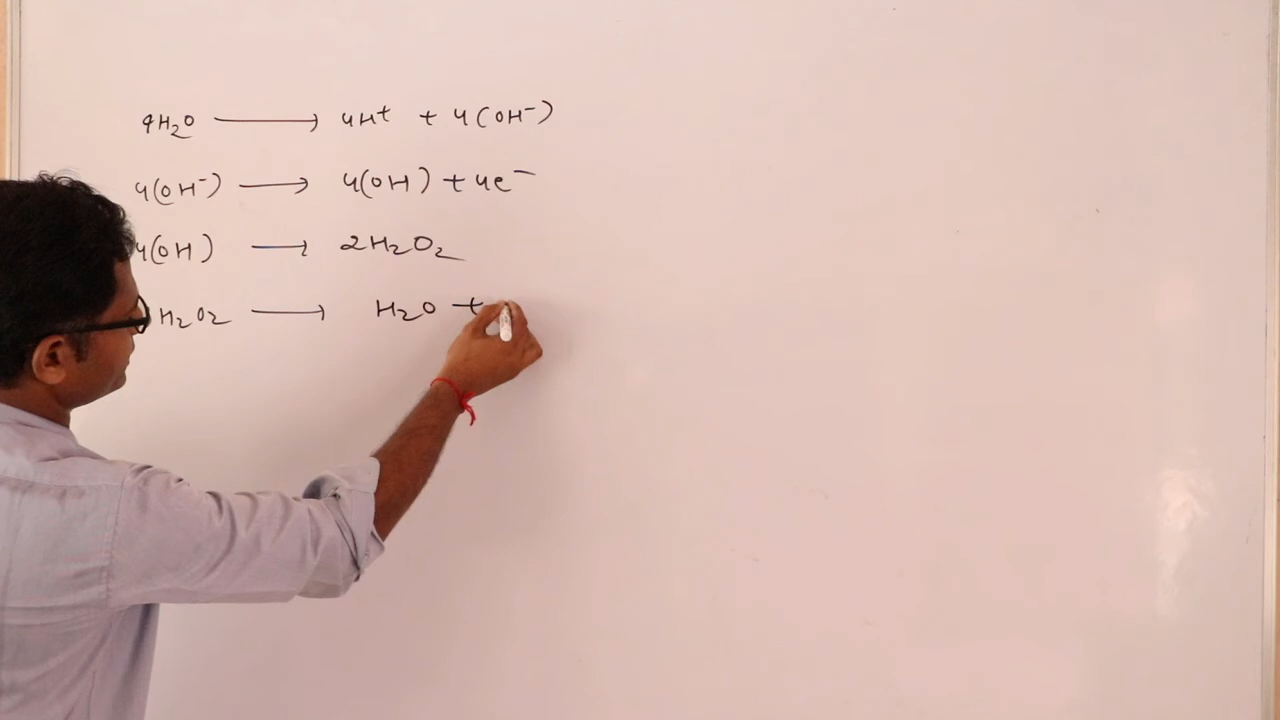 4H₂O ⟶ 4H⁺ + 4(OH⁻)
4(OH⁻) ⟶ 4(OH) + 4e⁻
4(OH) ⟶ 2H₂O₂
H₂O₂ ⟶ H₂O +